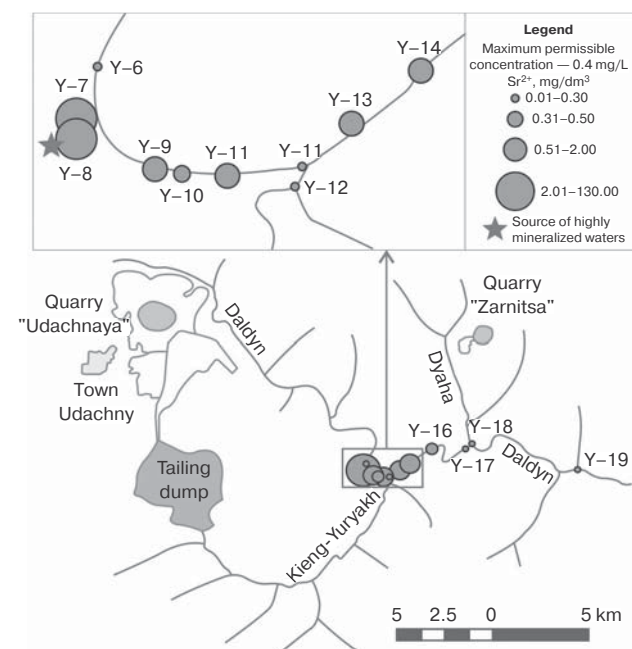 Y–6
Y–7
Y–8
Y–9
Y–10
Y–11
Y–11
Y–12
Y–13
Y–14
Legend
Maximum permissible
concentration — 0.4 mg/L
Sr²⁺, mg/dm³
0.01–0.30
0.31–0.50
0.51–2.00
2.01–130.00
Source of highly
mineralized waters
Quarry
"Udachnaya"
Town
Udachny
Daldyn
Quarry
"Zarnitsa"
Dyaha
Tailing
dump
Kieng-Yuryakh
Y–16
Y–18
Y–17
Daldyn
Y–19
5 2.5 0 5 km